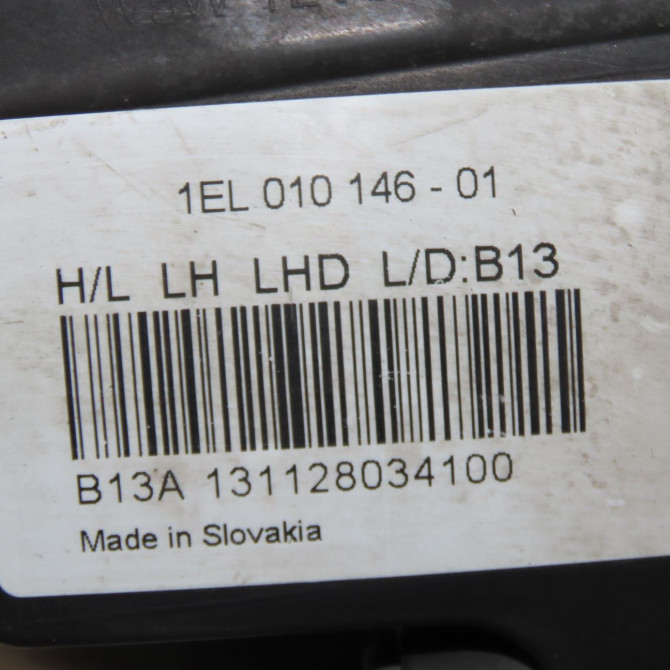 1EL 010 146 - 01
H/L LH LHD L/D:B13
B13A 131128034100
Made in Slovakia